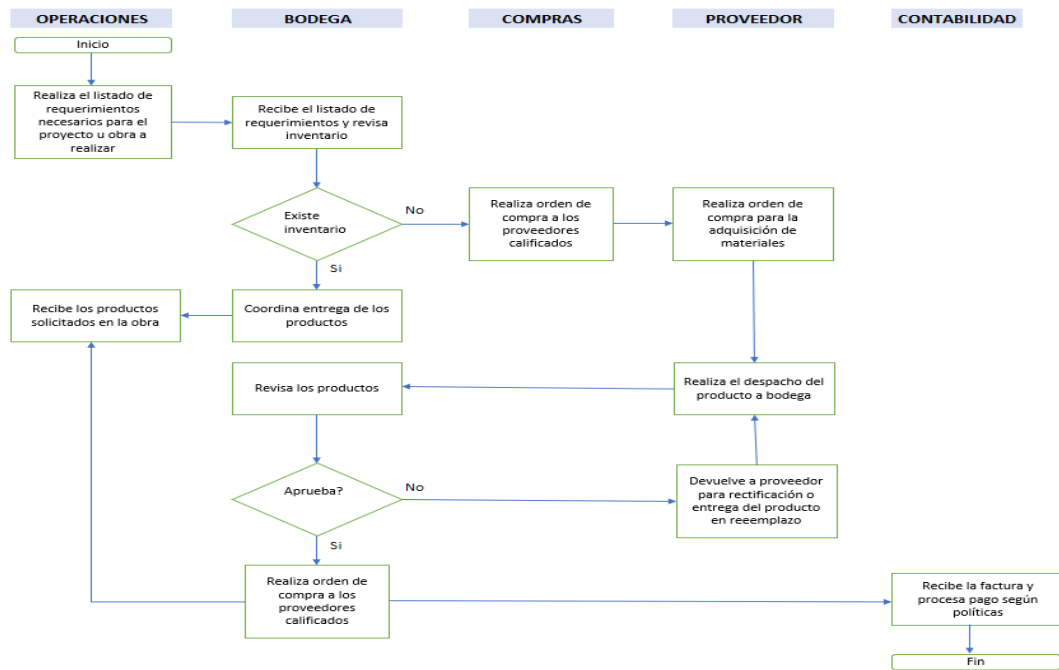 OPERACIONES
BODEGA
COMPRAS
PROVEEDOR
CONTABILIDAD
Inicio
Realiza el listado de
requerimientos
necesarios para el
proyecto u obra a
realizar
Recibe el listado de
requerimientos y revisa
inventario
Existe
inventario
No
Realiza orden de
compra a los
proveedores
calificados
Realiza orden de
compra para la
adquisición de
materiales
Si
Recibe los productos
solicitados en la obra
Coordina entrega de los
productos
Revisa los productos
Realiza el despacho del
producto a bodega
Aprueba?
No
Devuelve a proveedor
para rectificación o
entrega del producto
en reeemplazo
Si
Realiza orden de
compra a los
proveedores
calificados
Recibe la factura y
procesa pago según
políticas
Fin